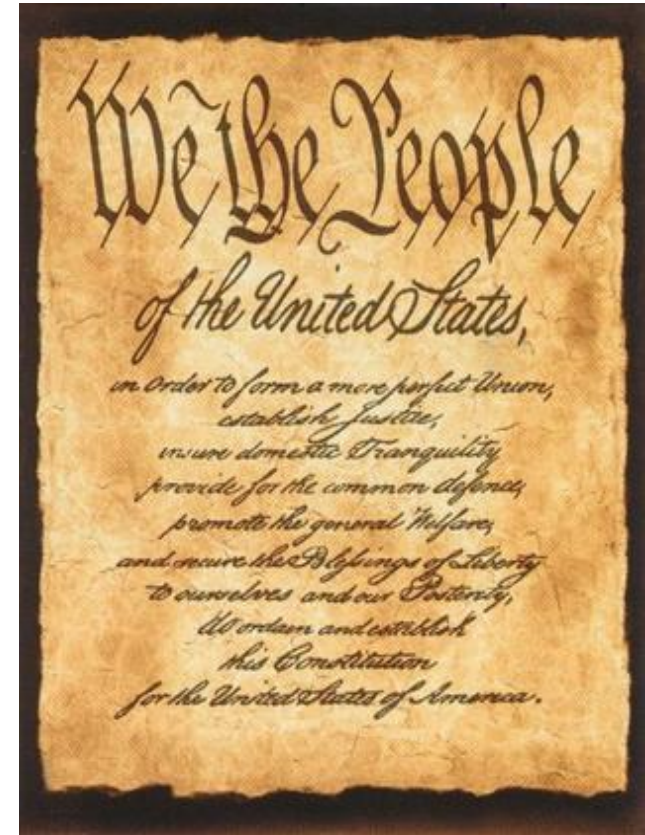 We the People
of the United States,
in Order to form a more perfect Union,
establish Justice,
insure domestic Tranquility
provide for the common defence,
promote the general Welfare,
and secure the Blessings of Liberty
to ourselves and our Posterity,
do ordain and establish
this Constitution
for the United States of America.